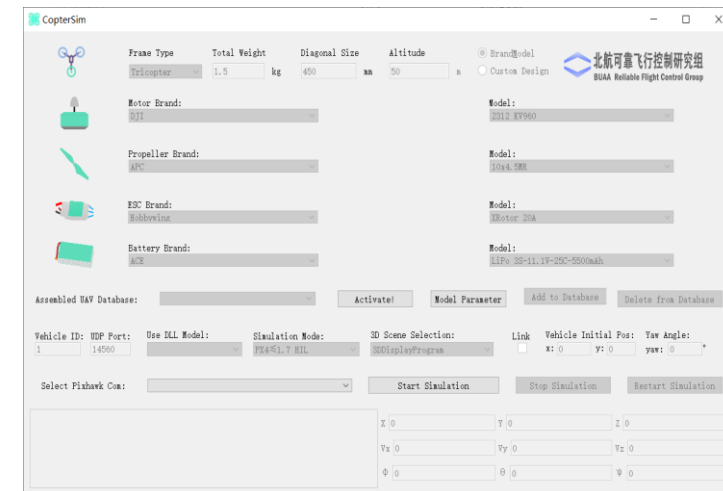 CopterSim
Frame Type Total Weight Diagonal Size Altitude BrandModel
Tricopter 1.5 kg 450 mm 50 m Custom Design
北航可靠飞行控制研究组
BUAA Reliable Flight Control Group
Motor Brand: Model:
DJI 2312 KV960
Propeller Brand: Model:
APC 10x4.5MR
ESC Brand: Model:
Hobbywing XRotor 20A
Battery Brand: Model:
ACE LiPo 3S-11.1V-25C-5500mAh
Assembled UAV Database: Activate! Model Parameter Add to Database Delete from Database
Vehicle ID: UDP Port: Use DLL Model: Simulation Mode: 3D Scene Selection: Link Vehicle Initial Pos: Yaw Angle:
1 14560 PX4≤1.7 HIL 3DDisplayProgram x: 0 y: 0 yaw: 0 °
Select Pixhawk Com: Start Simulation Stop Simulation Restart Simulation
X 0 Y 0 Z 0
Vx 0 Vy 0 Vz 0
Φ 0 θ 0 Ψ 0